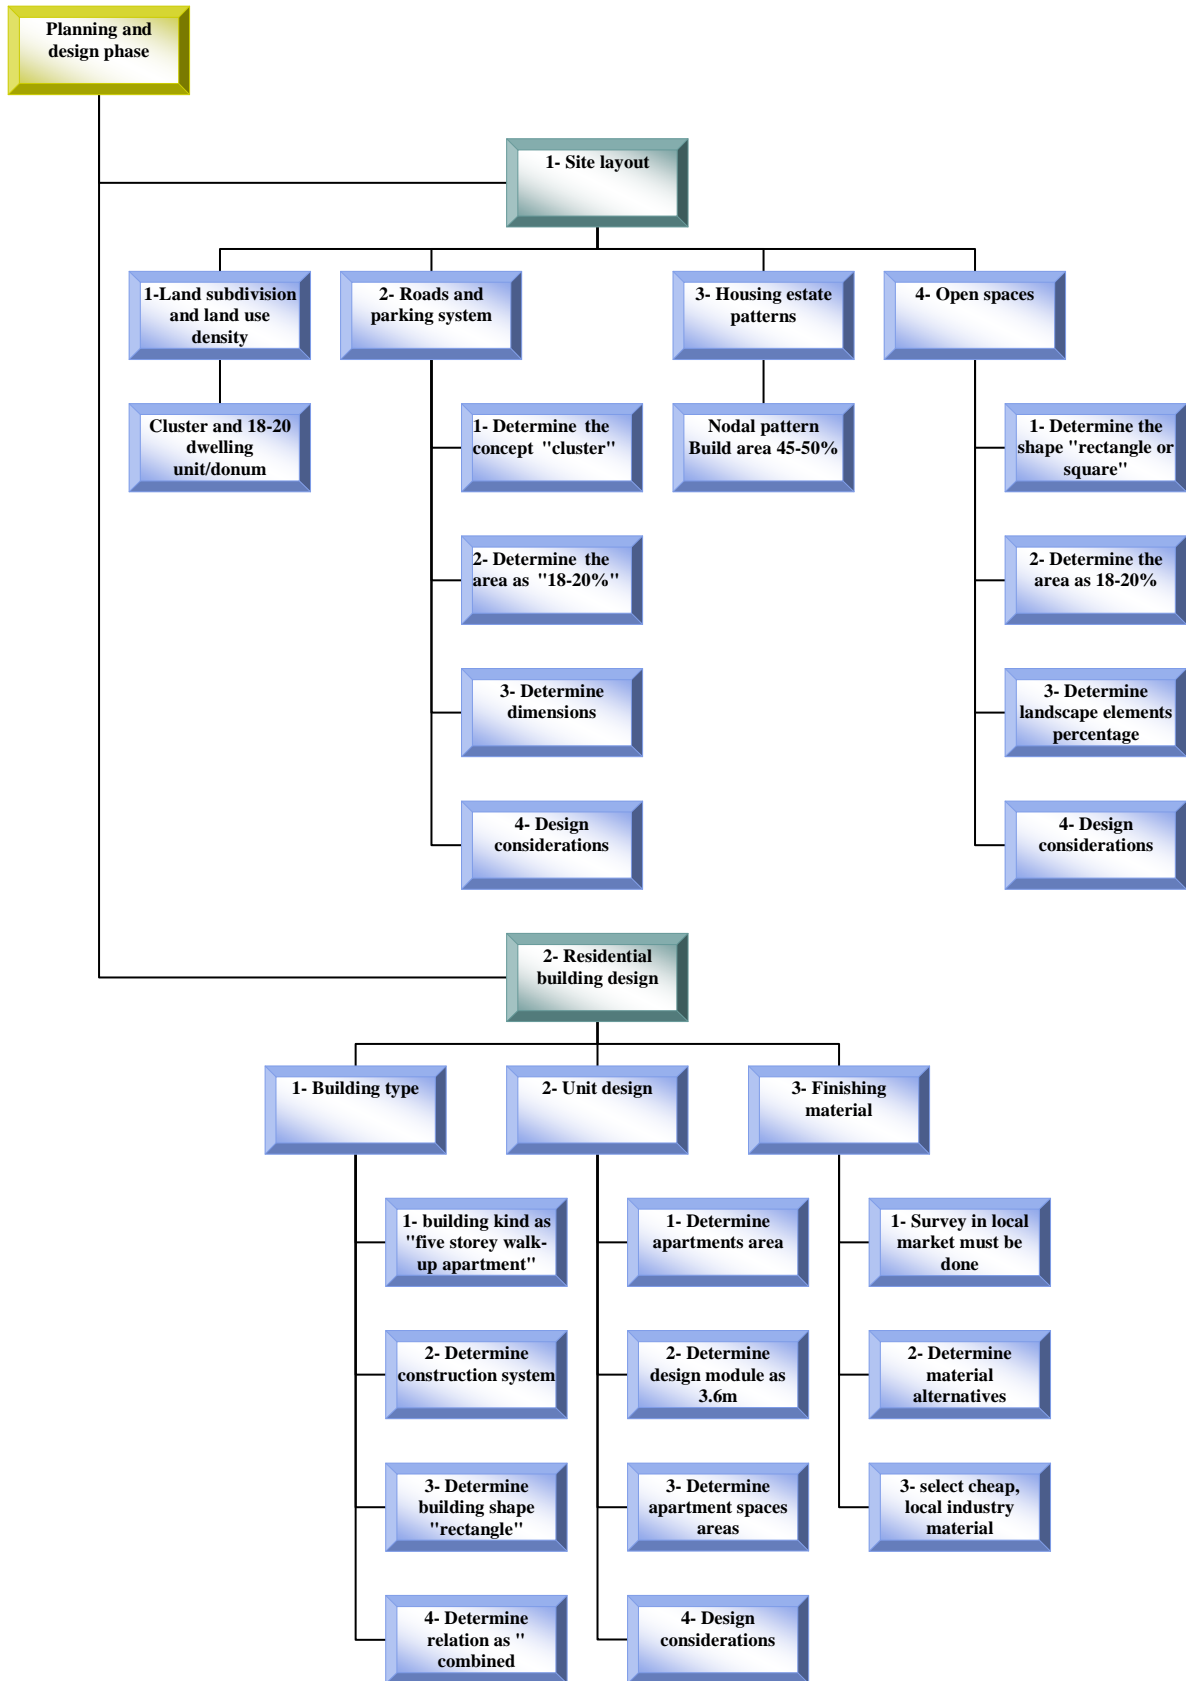 Planning and
design phase
1- Site layout
1-Land subdivision
and land use
density
2- Roads and
parking system
3- Housing estate
patterns
4- Open spaces
Cluster and 18-20
dwelling
unit/donum
1- Determine the
concept "cluster"
Nodal pattern
Build area 45-50%
1- Determine the
shape "rectangle or
square"
2- Determine the
area as "18-20%"
2- Determine the
area as 18-20%
3- Determine
dimensions
3- Determine
landscape elements
percentage
4- Design
considerations
4- Design
considerations
2- Residential
building design
1- Building type
2- Unit design
3- Finishing
material
1- building kind as
"five storey walk-
up apartment"
1- Determine
apartments area
1- Survey in local
market must be
done
2- Determine
construction system
2- Determine
design module as
3.6m
2- Determine
material
alternatives
3- Determine
building shape
"rectangle"
3- Determine
apartment spaces
areas
3- select cheap,
local industry
material
4- Determine
relation as "
combined
4- Design
considerations